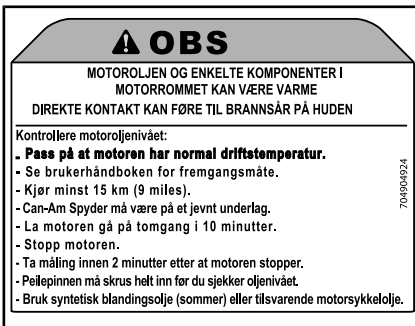 ⚠ OBS
MOTOROLJEN OG ENKELTE KOMPONENTER I
MOTORROMMET KAN VÆRE VARME
DIREKTE KONTAKT KAN FØRE TIL BRANNSÅR PÅ HUDEN
Kontrollere motoroljenivået:
- Pass på at motoren har normal driftstemperatur.
- Se brukerhåndboken for fremgangsmåte.
- Kjør minst 15 km (9 miles).
- Can-Am Spyder må være på et jevnt underlag.
- La motoren gå på tomgang i 10 minutter.
- Stopp motoren.
- Ta måling innen 2 minutter etter at motoren stopper.
- Peilepinnen må skrus helt inn før du sjekker oljenivået.
- Bruk syntetisk blandingsolje (sommer) eller tilsvarende motorsykkelolje.
704904924